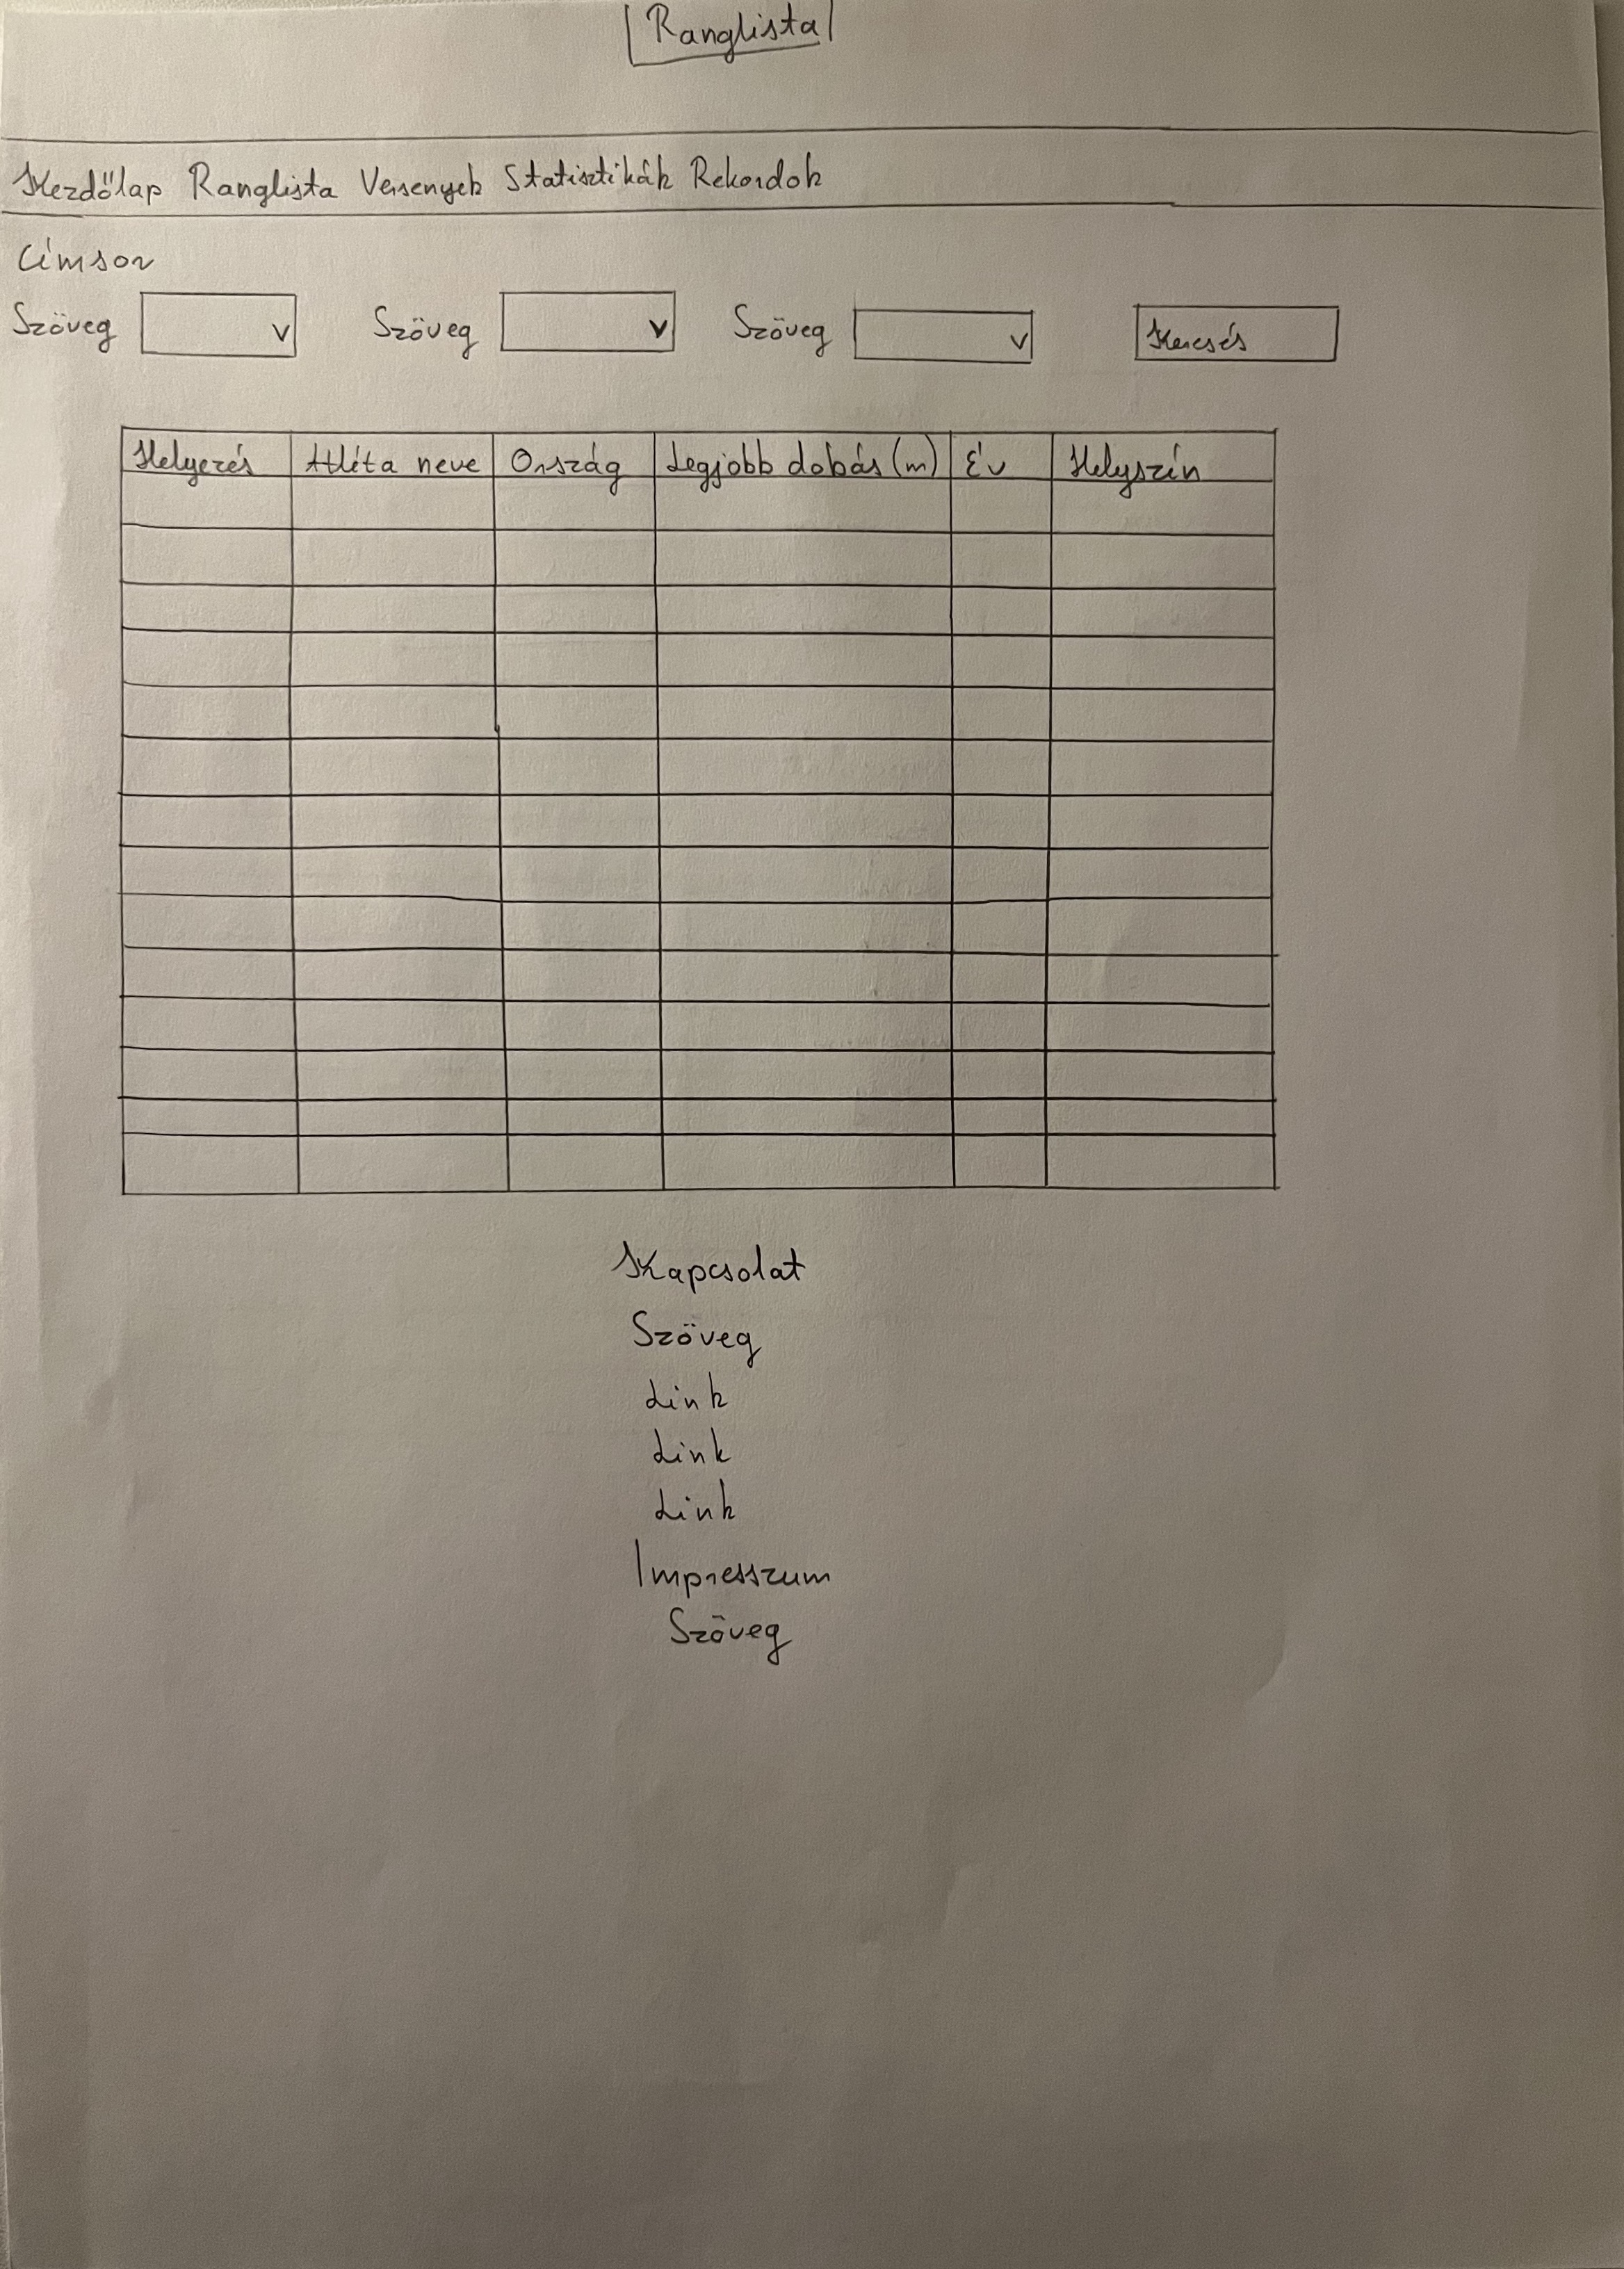 Ranglista
Kezdőlap Ranglista Versenyek Statisztikák Rekordok
Címsor
Szöveg v Szöveg v Szöveg v Keresés
Helyezés Atléta neve Ország Legjobb dobás (m) Év Helyszín
Kapcsolat
Szöveg
Link
Link
Link
Impresszum
Szöveg